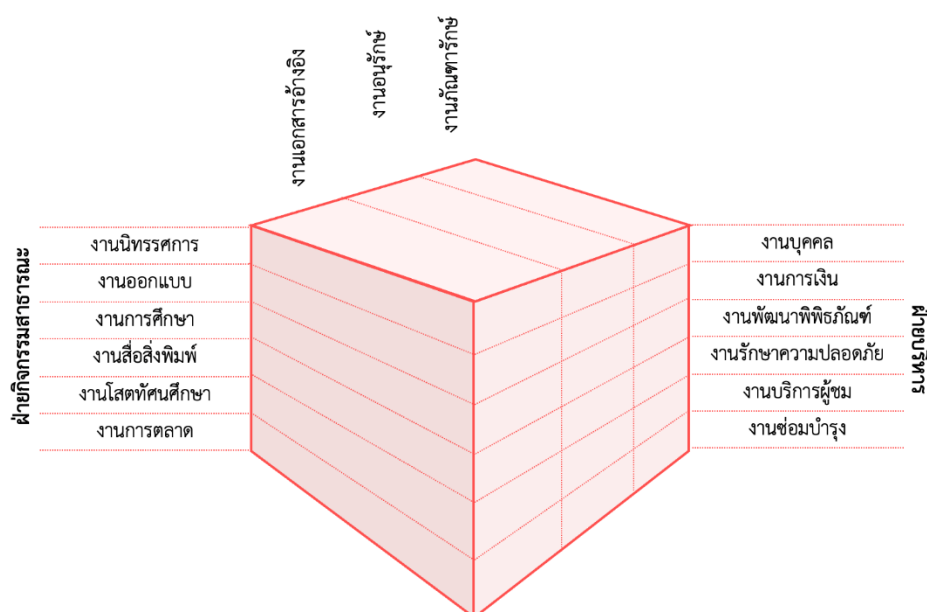 งานเอกสารอ้างอิง
งานอนุรักษ์
งานภัณฑารักษ์
ฝ่ายกิจกรรมสาธารณะ
งานนิทรรศการ
งานออกแบบ
งานการศึกษา
งานสื่อสิ่งพิมพ์
งานโสตทัศนศึกษา
งานการตลาด
งานบุคคล
งานการเงิน
งานพัฒนาพิพิธภัณฑ์
งานรักษาความปลอดภัย
งานบริการผู้ชม
งานซ่อมบำรุง
ฝ่ายบริหาร